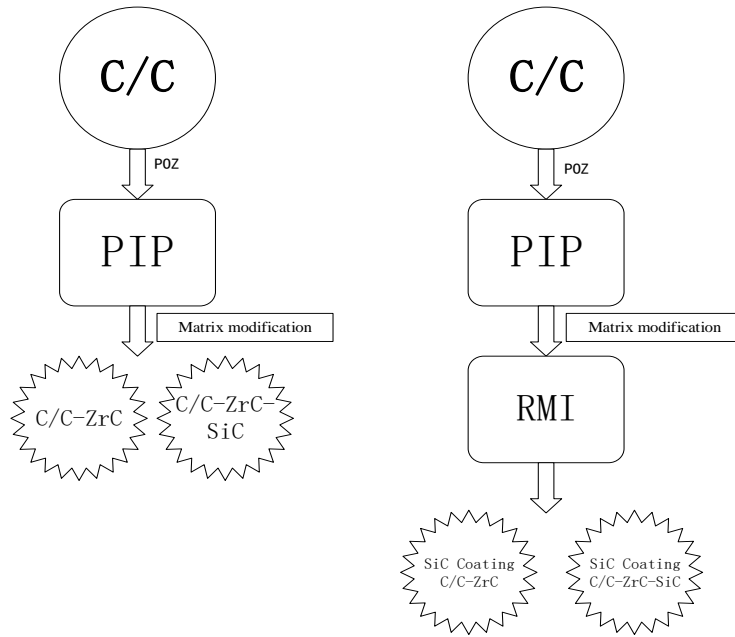 C/C
POZ
PIP
Matrix modification
C/C-ZrC
C/C-ZrC-
SiC
C/C
POZ
PIP
Matrix modification
RMI
SiC Coating
C/C-ZrC
SiC Coating
C/C-ZrC-SiC